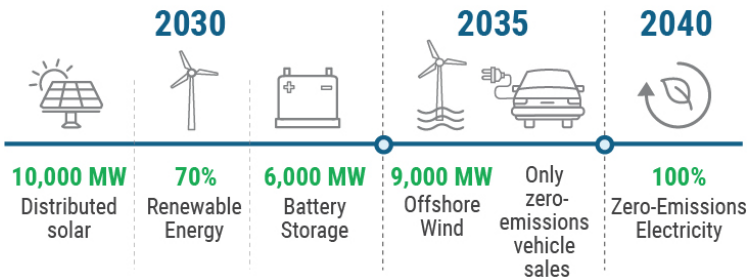 2030
2035
2040
10,000 MW
Distributed
solar
70%
Renewable
Energy
6,000 MW
Battery
Storage
9,000 MW
Offshore
Wind
Only
zero-
emissions
vehicle
sales
100%
Zero-Emissions
Electricity